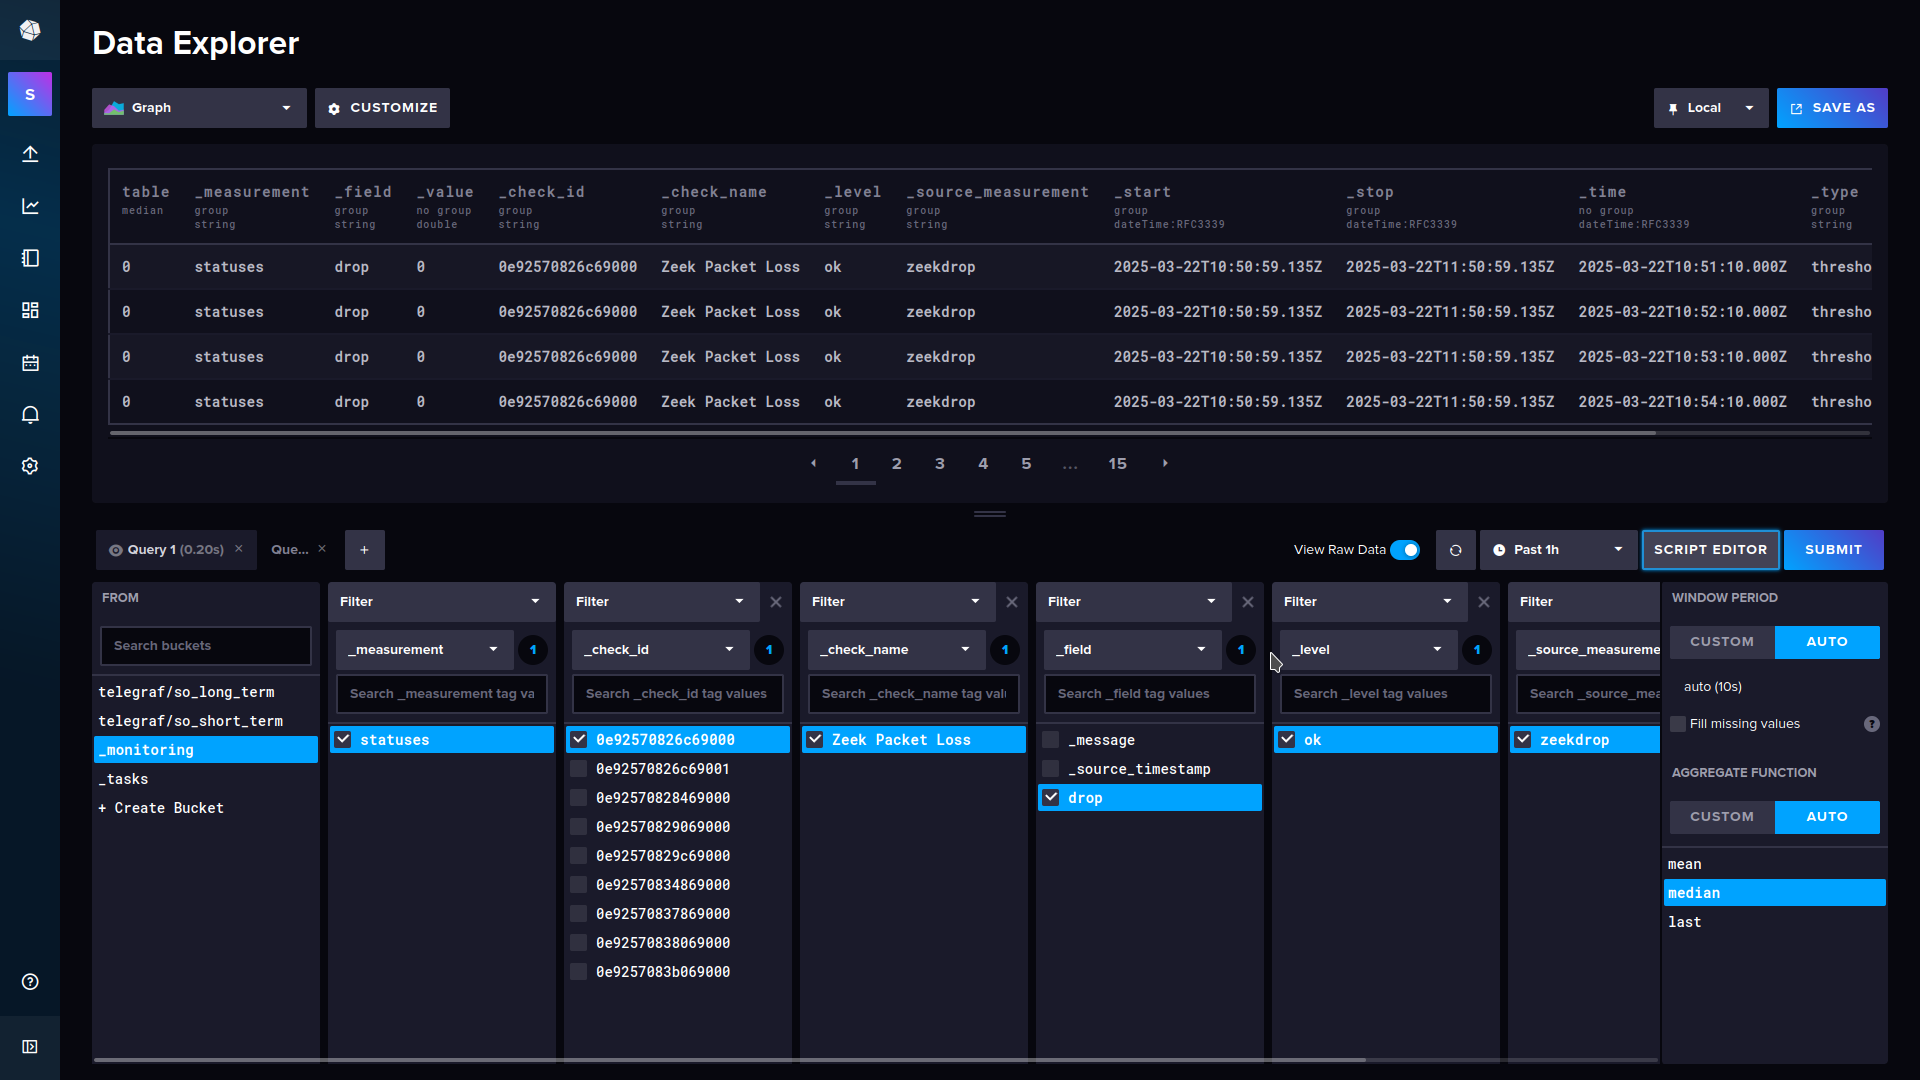 Data Explorer
S
Graph
CUSTOMIZE
Local
SAVE AS
table _measurement _field _value _check_id _check_name _level _source_measurement _start _stop _time _type
median group group no group group group group group group group no group group
string string double string string string string dateTime:RFC3339 dateTime:RFC3339 dateTime:RFC3339 string
0 statuses drop 0 0e92570826c69000 Zeek Packet Loss ok zeekdrop 2025-03-22T10:50:59.135Z 2025-03-22T11:50:59.135Z 2025-03-22T10:51:10.000Z thresho
0 statuses drop 0 0e92570826c69000 Zeek Packet Loss ok zeekdrop 2025-03-22T10:50:59.135Z 2025-03-22T11:50:59.135Z 2025-03-22T10:52:10.000Z thresho
0 statuses drop 0 0e92570826c69000 Zeek Packet Loss ok zeekdrop 2025-03-22T10:50:59.135Z 2025-03-22T11:50:59.135Z 2025-03-22T10:53:10.000Z thresho
0 statuses drop 0 0e92570826c69000 Zeek Packet Loss ok zeekdrop 2025-03-22T10:50:59.135Z 2025-03-22T11:50:59.135Z 2025-03-22T10:54:10.000Z thresho
1 2 3 4 5 ... 15
Query 1 (0.20s)
Que...
+
View Raw Data
Past 1h
SCRIPT EDITOR
SUBMIT
FROM
Search buckets
telegraf/so_long_term
telegraf/so_short_term
_monitoring
_tasks
+ Create Bucket
Filter
_measurement 1
Search _measurement tag va
statuses
Filter
_check_id 1
Search _check_id tag values
0e92570826c69000
0e92570826c69001
0e92570828469000
0e92570829069000
0e92570829c69000
0e92570834869000
0e92570837869000
0e92570838069000
0e9257083b069000
Filter
_check_name 1
Search _check_name tag valu
Zeek Packet Loss
Filter
_field 1
Search _field tag values
_message
_source_timestamp
drop
Filter
_level 1
Search _level tag values
ok
Filter
_source_measureme
Search _source_mea
zeekdrop
WINDOW PERIOD
CUSTOM AUTO
auto (10s)
Fill missing values ?
AGGREGATE FUNCTION
CUSTOM AUTO
mean
median
last